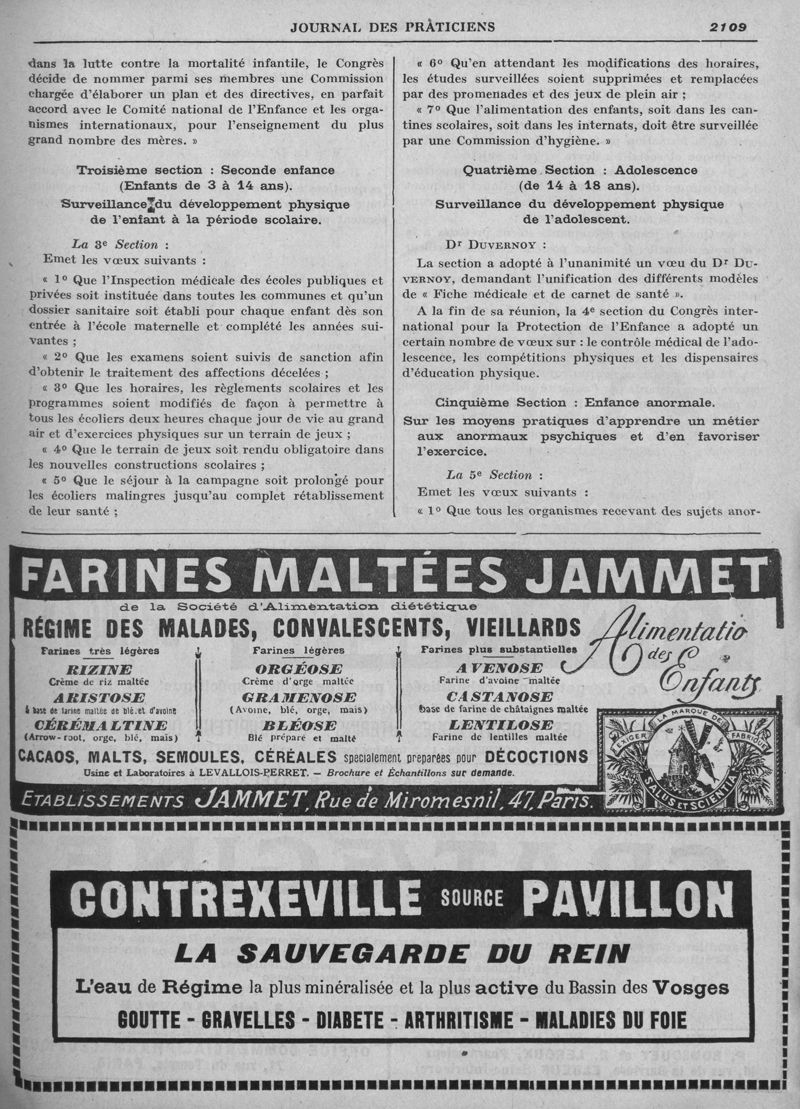 JOURNAL DES PRATICIENS
2109
dans la lutte contre la mortalité infantile, le Congrès
décide de nommer parmi ses membres une Commission
chargée d'élaborer un plan et des directives, en parfait
accord avec le Comité national de l'Enfance et les orga-
nismes internationaux, pour l'enseignement du plus
grand nombre des mères. »
Troisième section : Seconde enfance
(Enfants de 3 à 14 ans).
Surveillance du développement physique
de l'enfant à la période scolaire.
La 3e Section :
Emet les vœux suivants :
« 1o Que l'Inspection médicale des écoles publiques et
privées soit instituée dans toutes les communes et qu'un
dossier sanitaire soit établi pour chaque enfant dès son
entrée à l'école maternelle et complété les années sui-
vantes ;
« 2o Que les examens soient suivis de sanction afin
d'obtenir le traitement des affections décelées ;
« 3o Que les horaires, les règlements scolaires et les
programmes soient modifiés de façon à permettre à
tous les écoliers deux heures chaque jour de vie au grand
air et d'exercices physiques sur un terrain de jeux ;
« 4o Que le terrain de jeux soit rendu obligatoire dans
les nouvelles constructions scolaires ;
« 5o Que le séjour à la campagne soit prolongé pour
les écoliers malingres jusqu'au complet rétablissement
de leur santé ;
« 6o Qu'en attendant les modifications des horaires,
les études surveillées soient supprimées et remplacées
par des promenades et des jeux de plein air ;
« 7o Que l'alimentation des enfants, soit dans les can-
tines scolaires, soit dans les internats, doit être surveillée
par une Commission d'hygiène. »
Quatrième Section : Adolescence
(de 14 à 18 ans).
Surveillance du développement physique
de l'adolescent.
Dr DUVERNOY :
La section a adopté à l'unanimité un vœu du Dr DU-
VERNOY, demandant l'unification des différents modèles
de « Fiche médicale et de carnet de santé ».
A la fin de sa réunion, la 4e section du Congrès inter-
national pour la Protection de l'Enfance a adopté un
certain nombre de vœux sur : le contrôle médical de l'ado-
lescence, les compétitions physiques et les dispensaires
d'éducation physique.
Cinquième Section : Enfance anormale.
Sur les moyens pratiques d'apprendre un métier
aux anormaux psychiques et d'en favoriser
l'exercice.
La 5e Section :
Emet les vœux suivants :
« 1o Que tous les organismes recevant des sujets anor-
FARINES MALTÉES JAMMET
de la Société d'Alimentation diététique
RÉGIME DES MALADES, CONVALESCENTS, VIEILLARDS
Alimentation
des
Enfants
Farines très légères
RIZINE
Crème de riz maltée
ARISTOSE
à base de farine maltée de blé et d'avoine
CÉRÉMALTINE
(Arrow-root, orge, blé, mais)
Farines légères
ORGÉOSE
Crème d'orge maltée
GRAMENOSE
(Avoine, blé, orge, mais)
BLÉOSE
Blé préparé et malté
Farines plus substantielles
AVENOSE
Farine d'avoine maltée
CASTANOSE
base de farine de châtaignes maltée
LENTILOSE
Farine de lentilles maltée
CACAOS, MALTS, SEMOULES, CÉRÉALES specialement preparées pour DÉCOCTIONS
Usine et Laboratoires à LEVALLOIS-PERRET. — Brochure et Échantillons sur demande.
EXIGER LA MARQUE DE FABRIQUE
SALUS ET SCIENTIA
ETABLISSEMENTS JAMMET, Rue de Miromesnil, 47, Paris.
CONTREXEVILLE SOURCE PAVILLON
LA SAUVEGARDE DU REIN
L'eau de Régime la plus minéralisée et la plus active du Bassin des Vosges
GOUTTE - GRAVELLES - DIABETE - ARTHRITISME - MALADIES DU FOIE